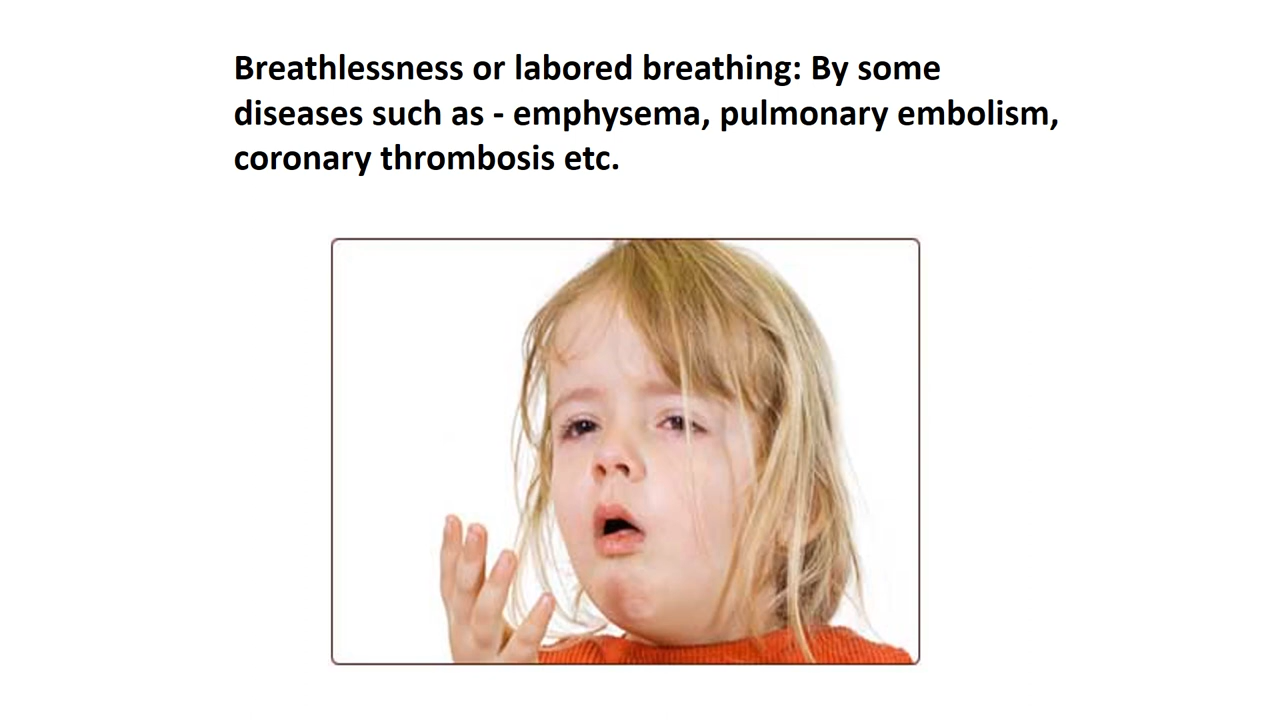 Breathlessness or labored breathing: By some
diseases such as - emphysema, pulmonary embolism,
coronary thrombosis etc.